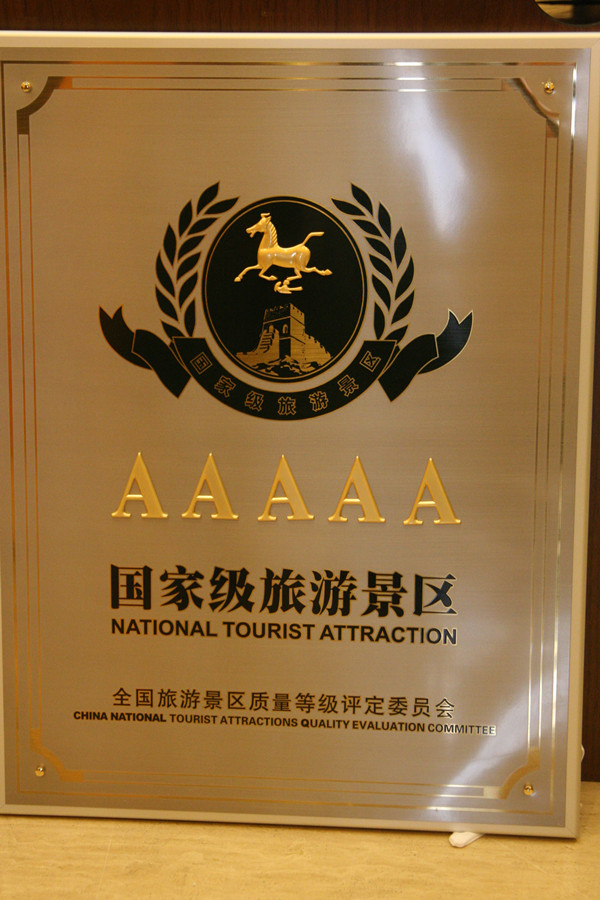 国家级旅游景区
AAAAA
国家级旅游景区
NATIONAL TOURIST ATTRACTION
全国旅游景区质量等级评定委员会
CHINA NATIONAL TOURIST ATTRACTIONS QUALITY EVALUATION COMMITTEE